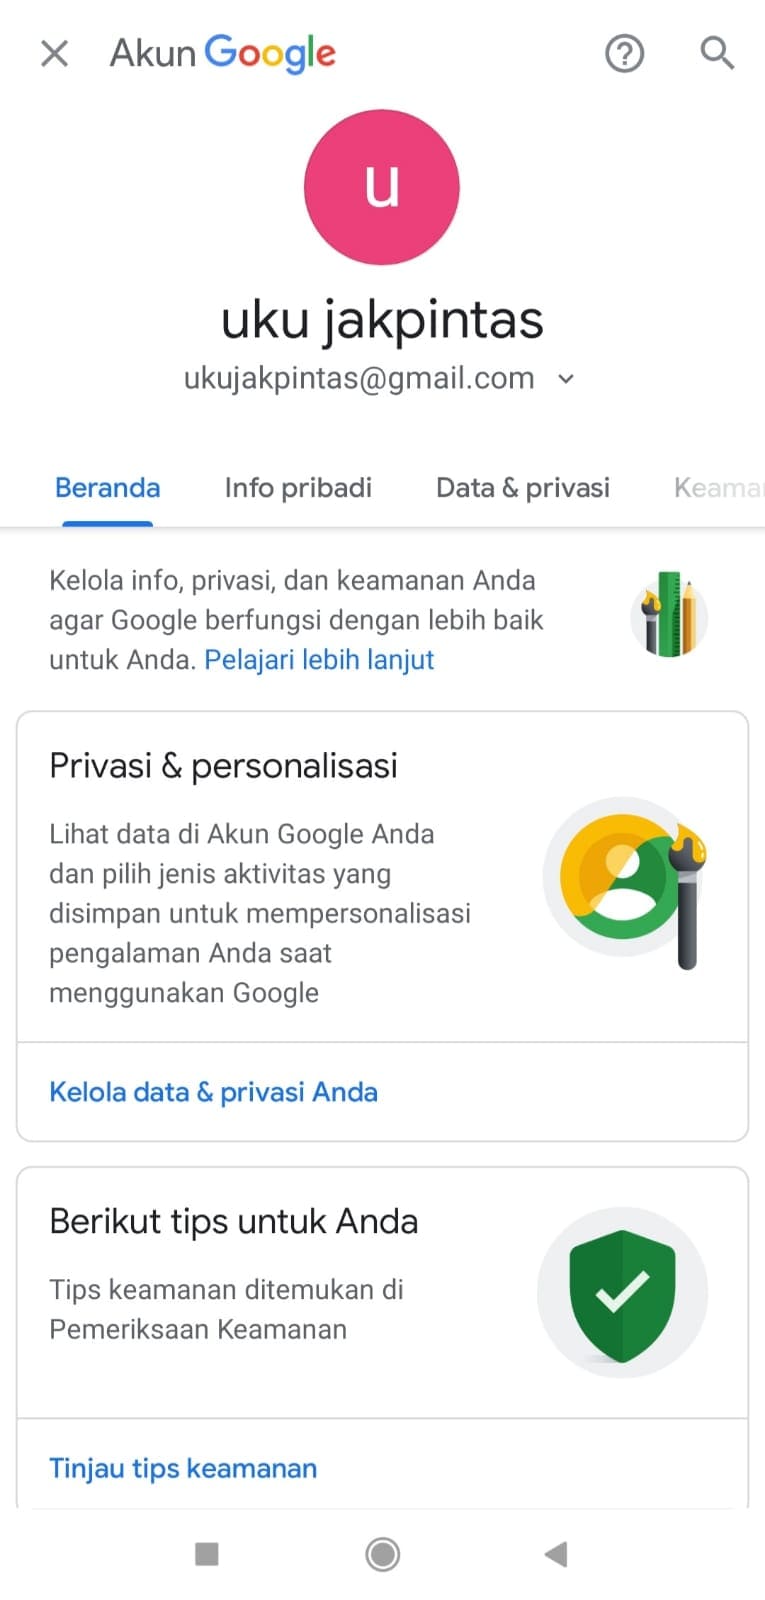 Akun Google
u
uku jakpintas
ukujakpintas@gmail.com
Beranda Info pribadi Data & privasi Keama
Kelola info, privasi, dan keamanan Anda
agar Google berfungsi dengan lebih baik
untuk Anda. Pelajari lebih lanjut
Privasi & personalisasi
Lihat data di Akun Google Anda
dan pilih jenis aktivitas yang
disimpan untuk mempersonalisasi
pengalaman Anda saat
menggunakan Google
Kelola data & privasi Anda
Berikut tips untuk Anda
Tips keamanan ditemukan di
Pemeriksaan Keamanan
Tinjau tips keamanan